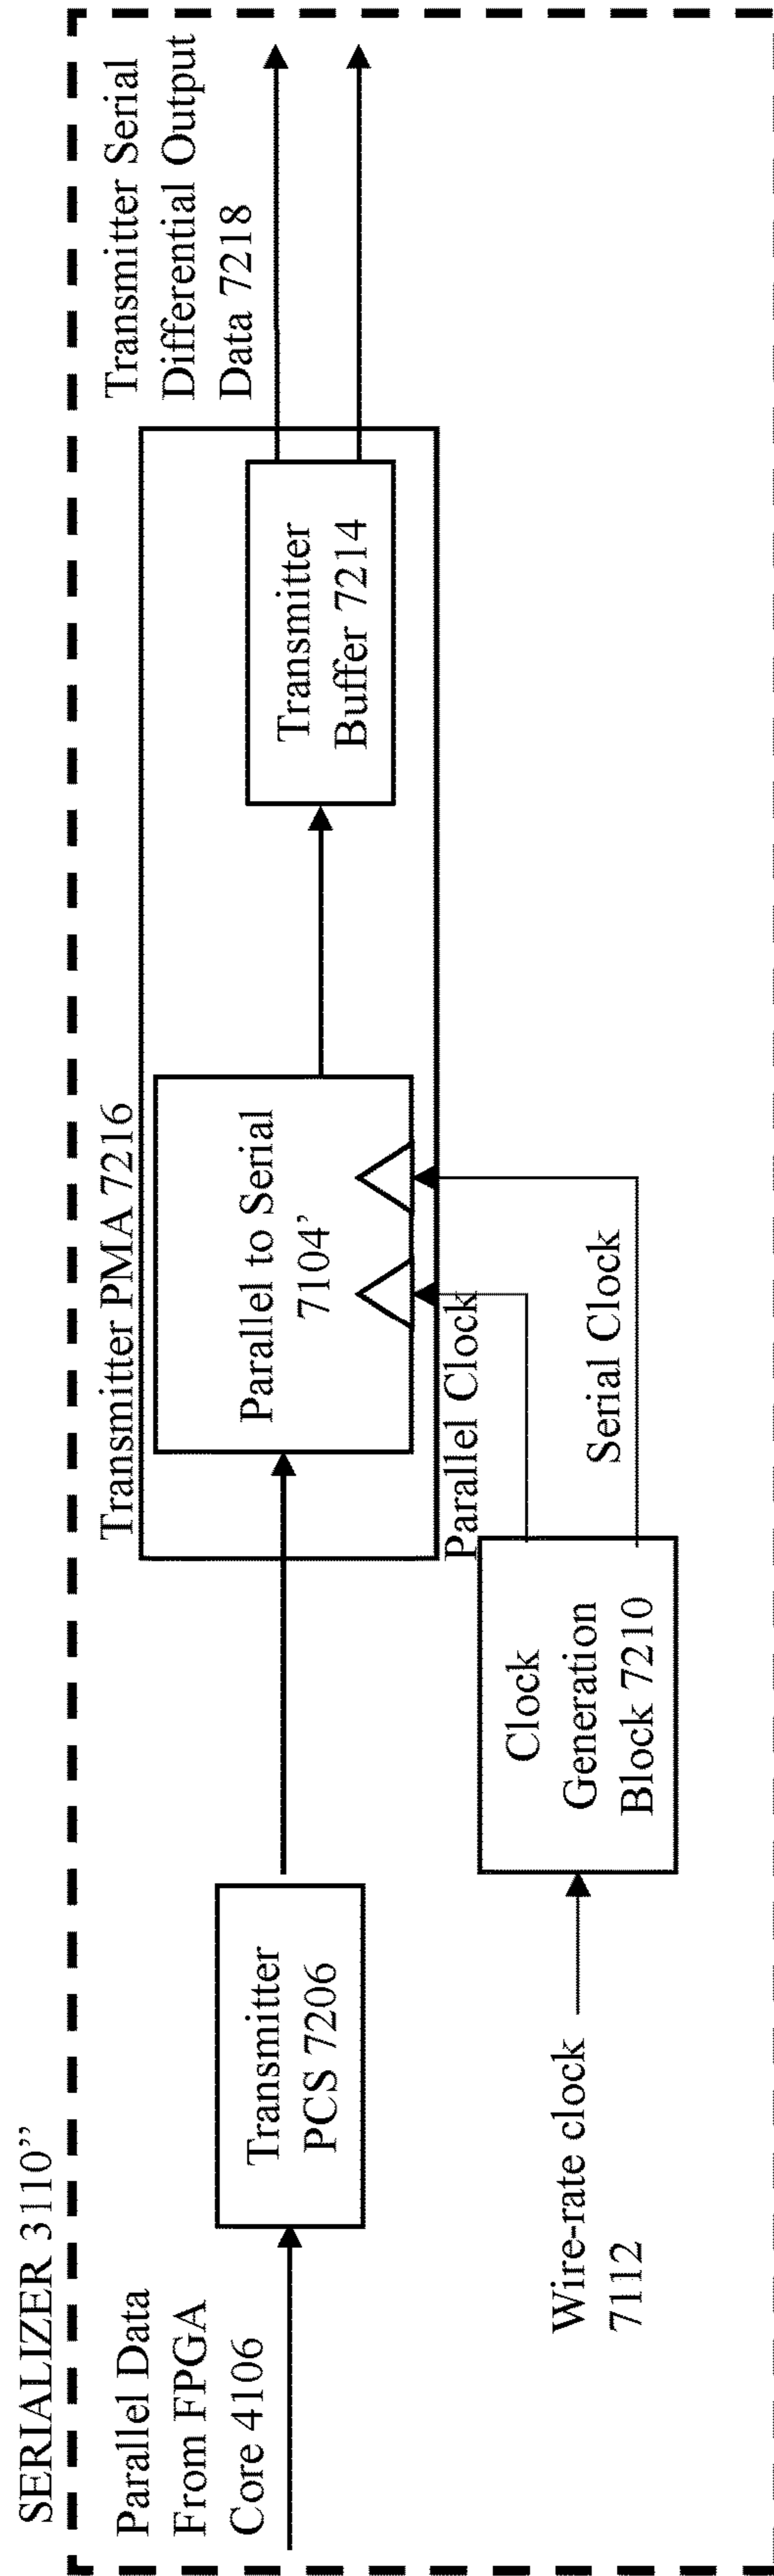 SERIALIZER 3110”
Parallel Data
From FPGA
Core 4106
Transmitter
PCS 7206
Transmitter PMA 7216
Parallel to Serial
7104’
Transmitter
Buffer 7214
Transmitter Serial
Differential Output
Data 7218
Wire-rate clock
7112
Clock
Generation
Block 7210
Parallel Clock
Serial Clock